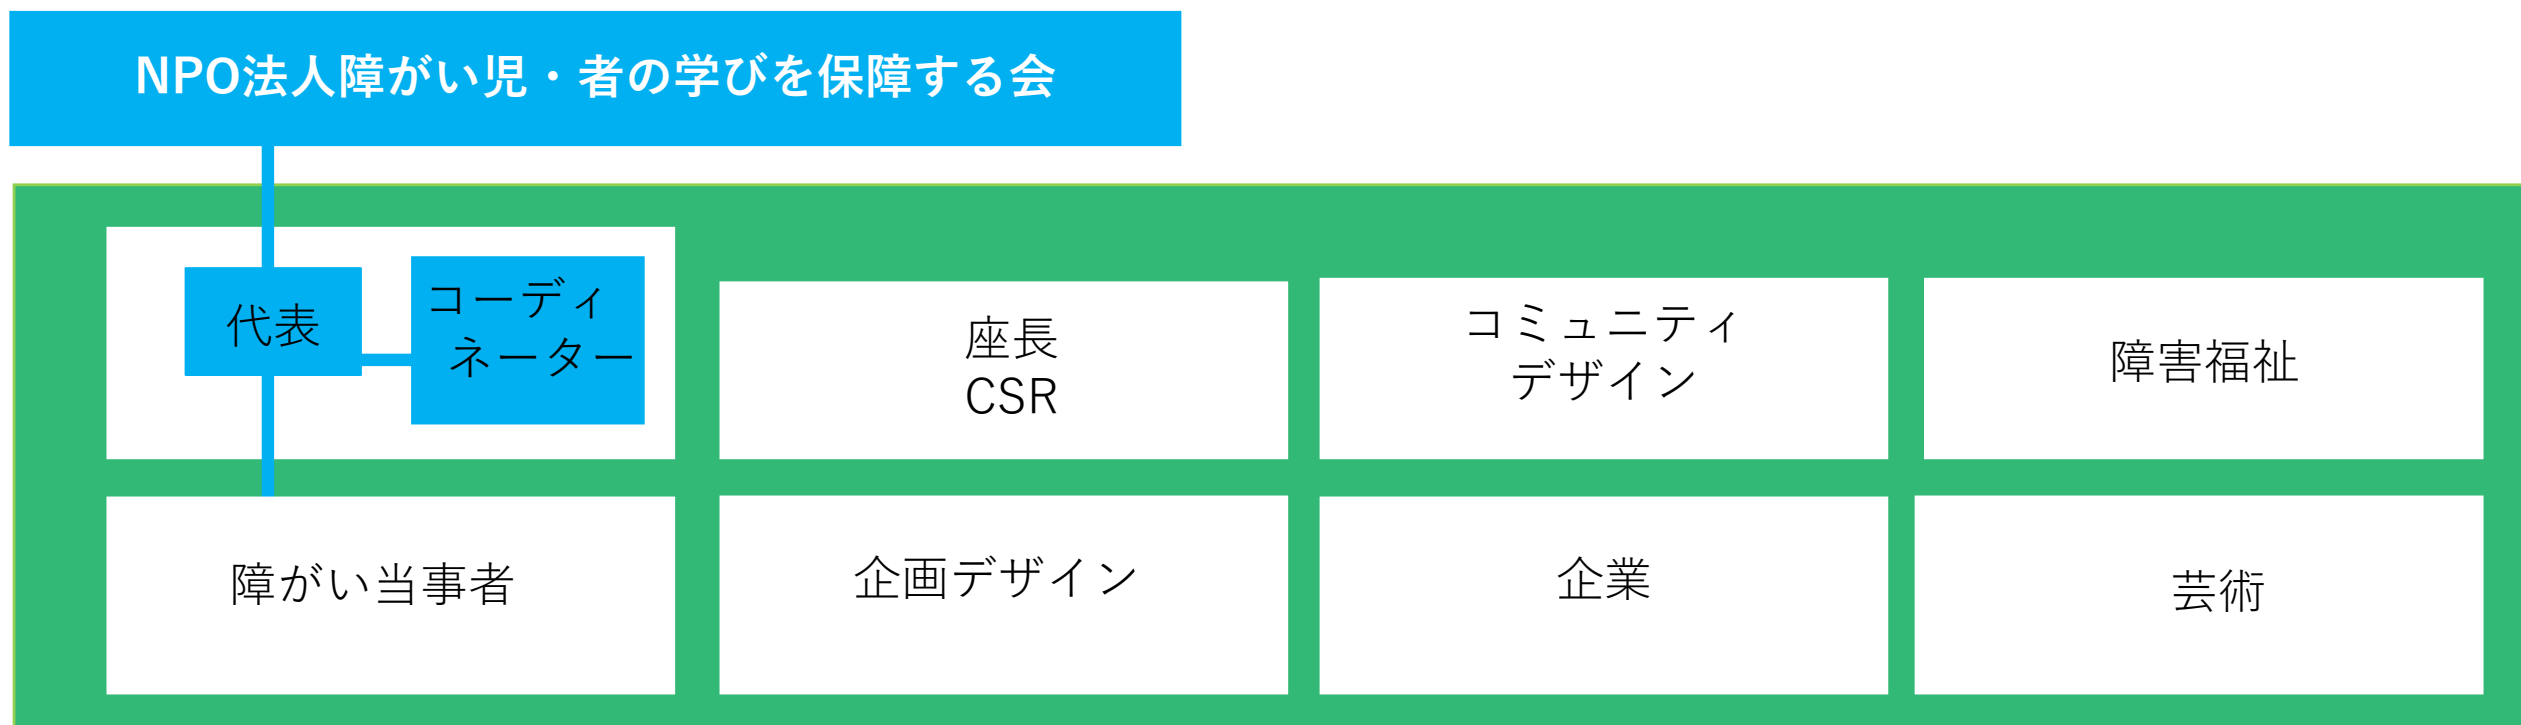 NPO法人障がい児・者の学びを保障する会
代表
コーディ
ネーター
座長
CSR
コミュニティ
デザイン
障害福祉
障がい当事者
企画デザイン
企業
芸術